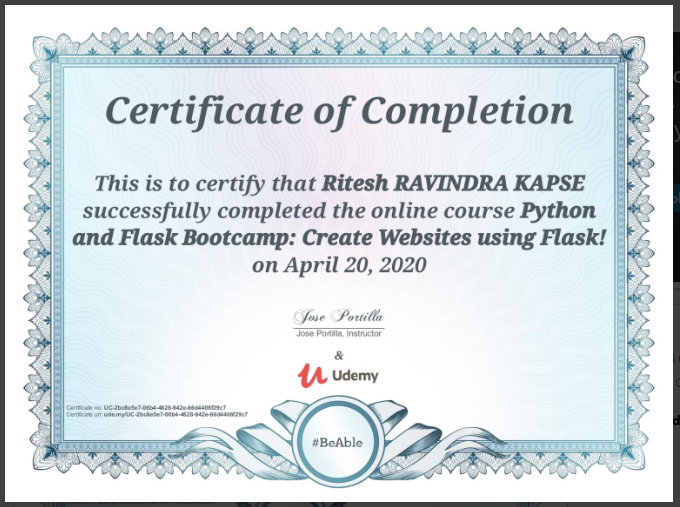 Certificate of Completion
This is to certify that Ritesh RAVINDRA KAPSE
successfully completed the online course Python
and Flask Bootcamp: Create Websites using Flask!
on April 20, 2020
Jose Portilla
Jose Portilla, Instructor
&
Udemy
Certificate no: UC-2bc8e5e7-06b4-4628-942e-66d4406f29c7
Certificate url: ude.my/UC-2bc8e5e7-06b4-4628-942e-66d4406f29c7
#BeAble